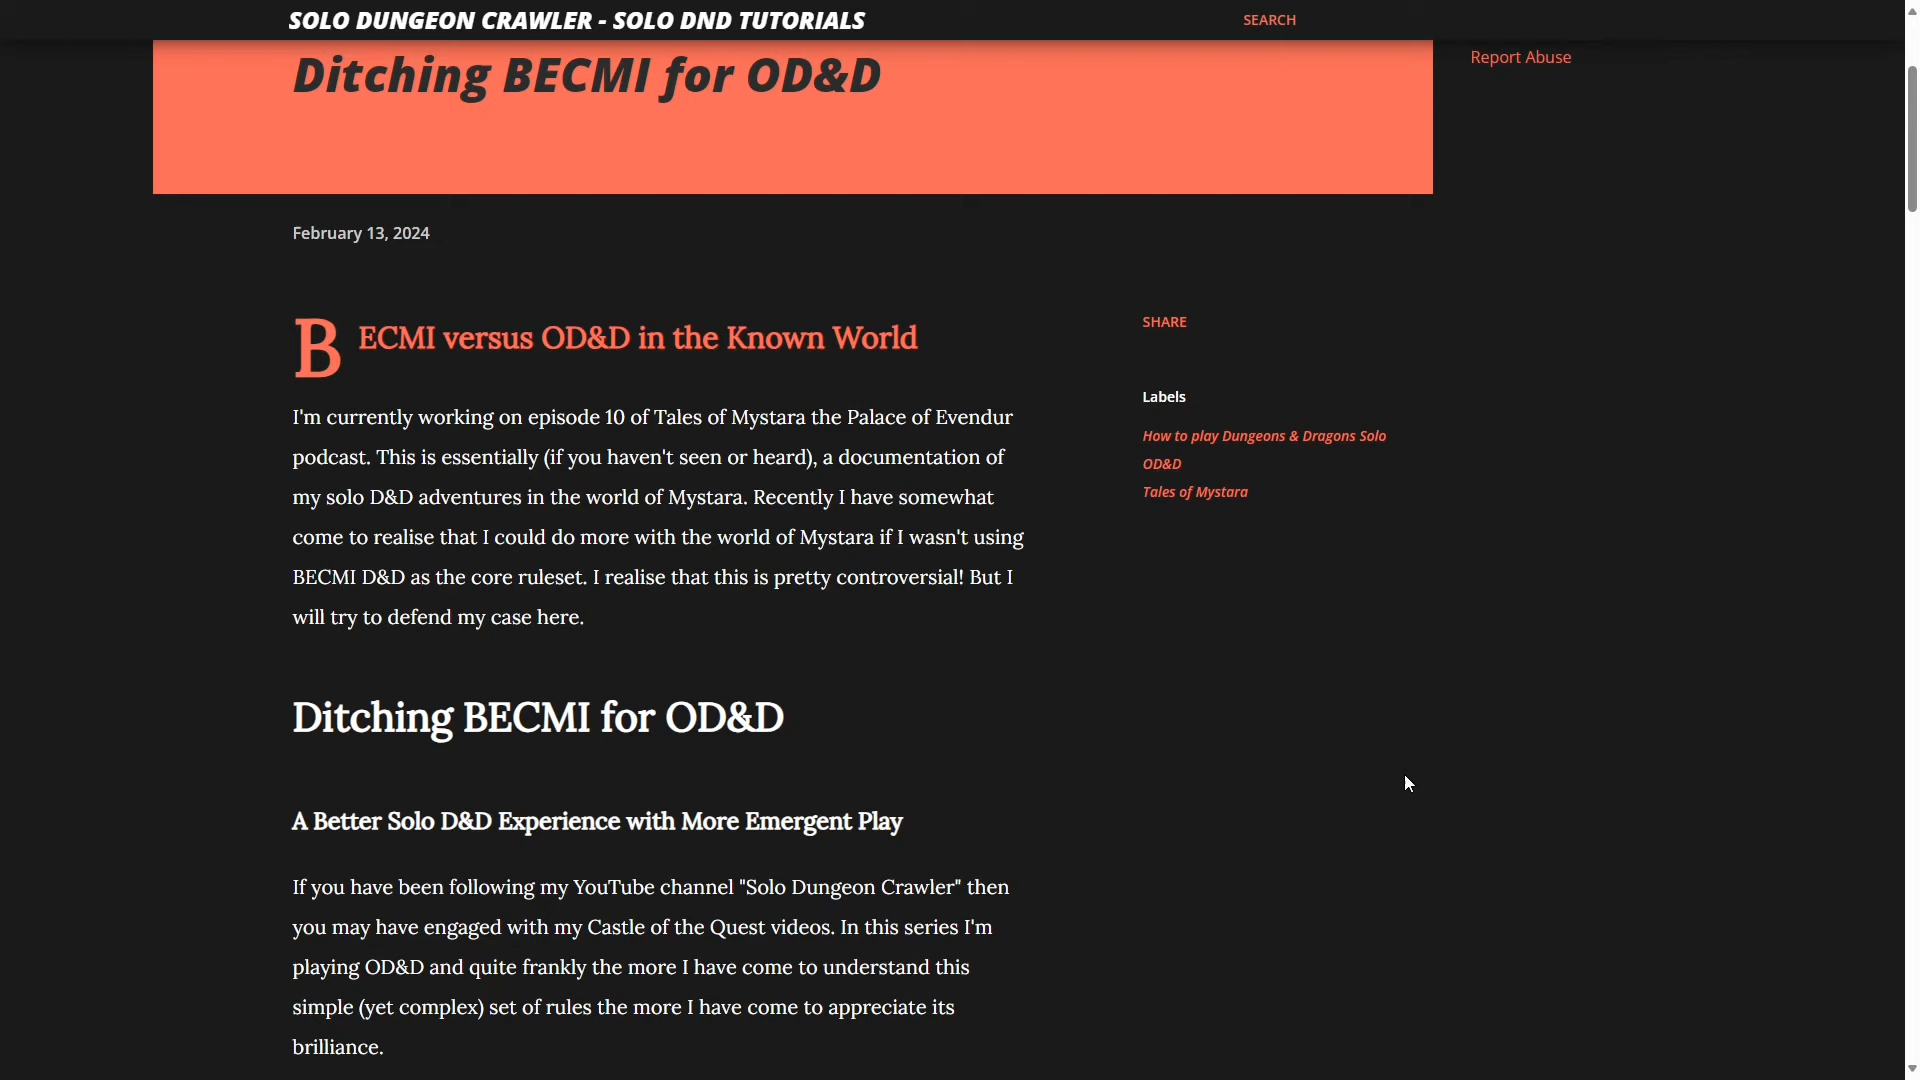 SOLO DUNGEON CRAWLER - SOLO DND TUTORIALS
SEARCH
Ditching BECMI for OD&D
Report Abuse
February 13, 2024
BECMI versus OD&D in the Known World
I'm currently working on episode 10 of Tales of Mystara the Palace of Evendur
podcast. This is essentially (if you haven't seen or heard), a documentation of
my solo D&D adventures in the world of Mystara. Recently I have somewhat
come to realise that I could do more with the world of Mystara if I wasn't using
BECMI D&D as the core ruleset. I realise that this is pretty controversial! But I
will try to defend my case here.
SHARE
Labels
How to play Dungeons & Dragons Solo
OD&D
Tales of Mystara
Ditching BECMI for OD&D
A Better Solo D&D Experience with More Emergent Play
If you have been following my YouTube channel "Solo Dungeon Crawler" then
you may have engaged with my Castle of the Quest videos. In this series I'm
playing OD&D and quite frankly the more I have come to understand this
simple (yet complex) set of rules the more I have come to appreciate its
brilliance.